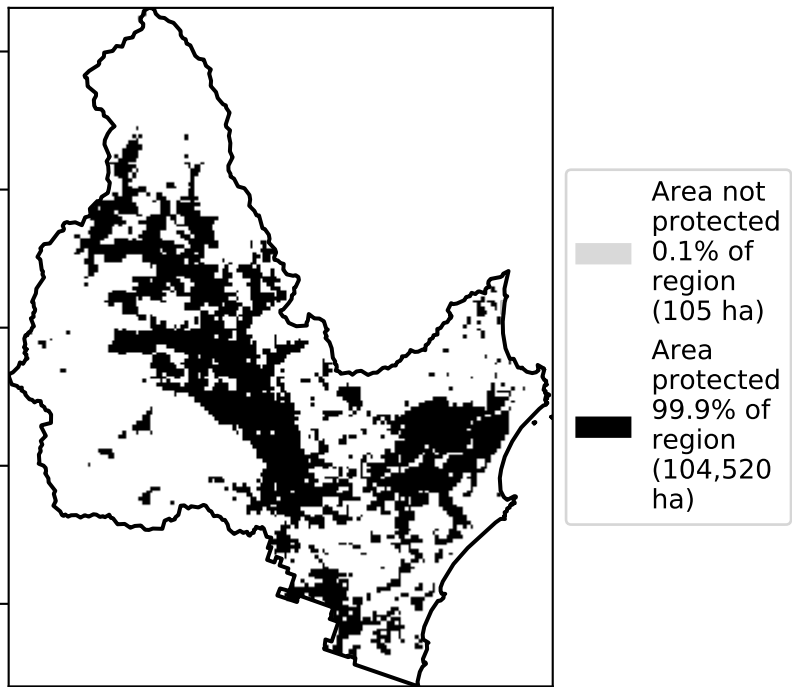 Area not
protected
0.1% of
region
(105 ha)
Area
protected
99.9% of
region
(104,520
ha)